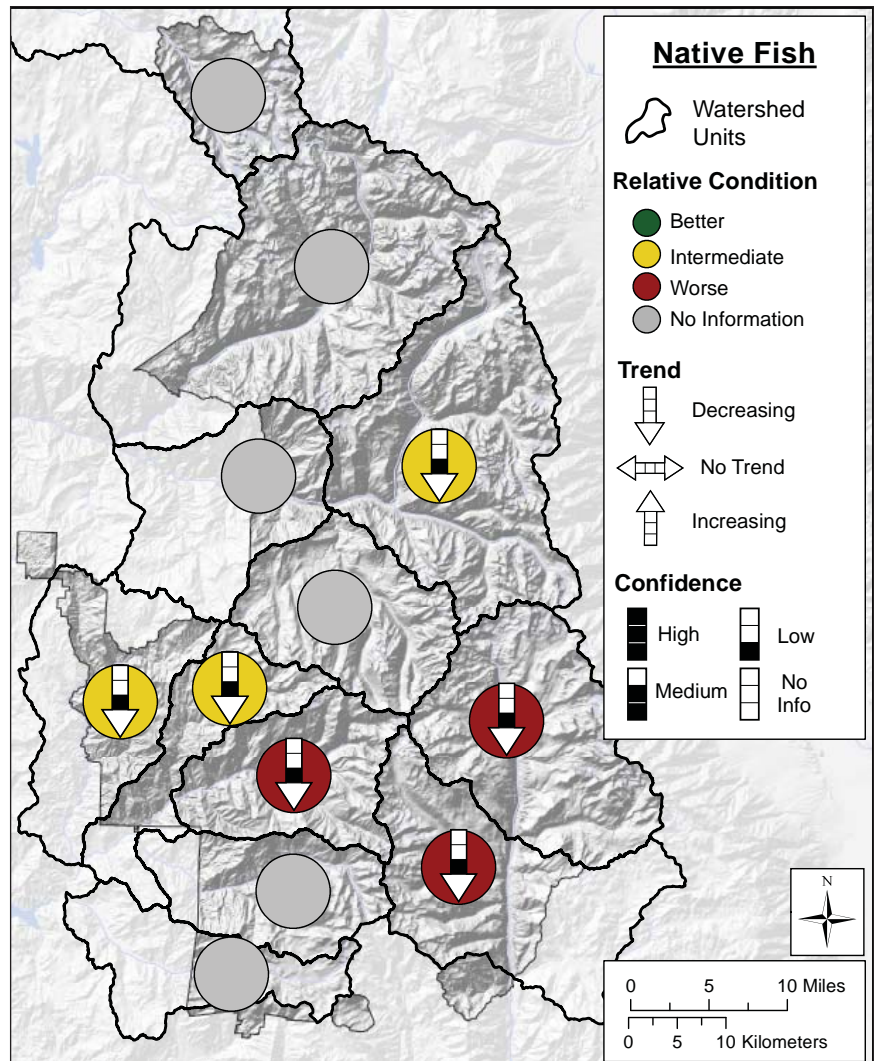 Native Fish
Watershed
Units
Relative Condition
Better
Intermediate
Worse
No Information
Trend
Decreasing
No Trend
Increasing
Confidence
High
Low
Medium
No
Info
N
0 5 10 Miles
0 5 10 Kilometers